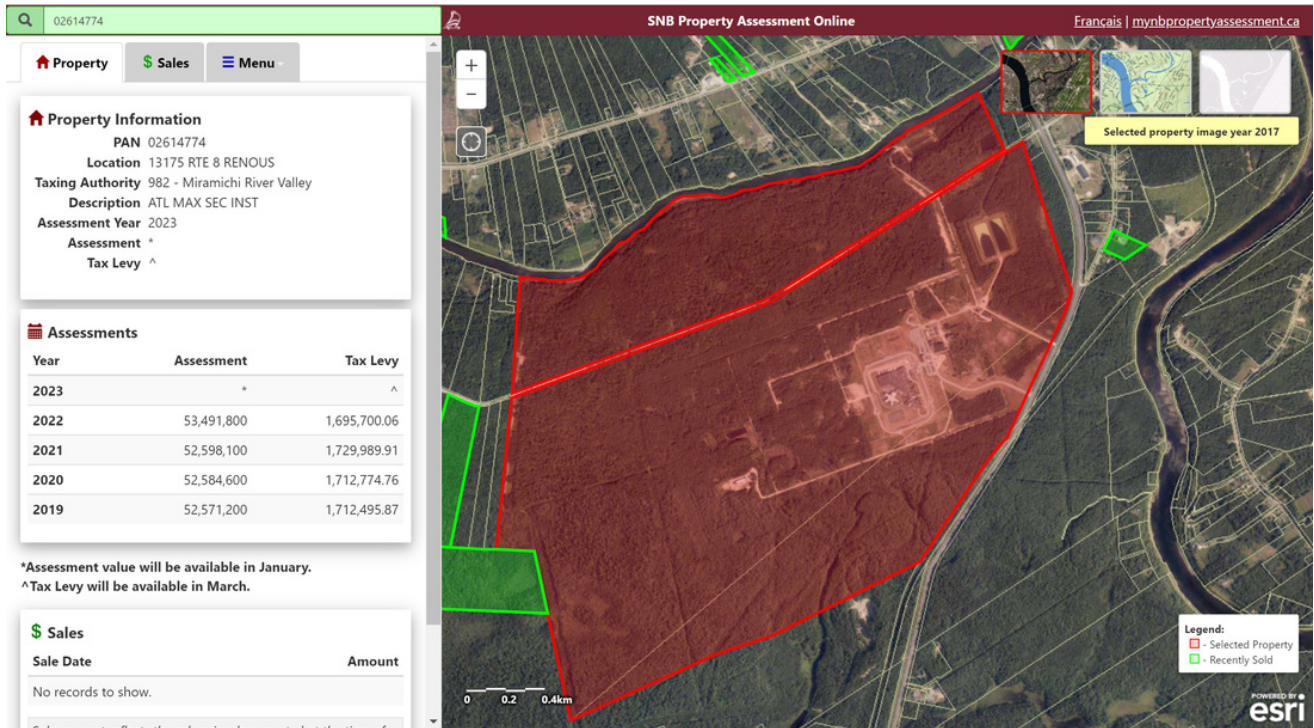 02614774
SNB Property Assessment Online
Français | mynbpropertyassessment.ca
Property
$ Sales
Menu
Property Information
PAN 02614774
Location 13175 RTE 8 RENOUS
Taxing Authority 982 - Miramichi River Valley
Description ATL MAX SEC INST
Assessment Year 2023
Assessment *
Tax Levy ^
Assessments
Year Assessment Tax Levy
2023 * ^
2022 53,491,800 1,695,700.06
2021 52,598,100 1,729,989.91
2020 52,584,600 1,712,774.76
2019 52,571,200 1,712,495.87
*Assessment value will be available in January.
^Tax Levy will be available in March.
$ Sales
Sale Date Amount
No records to show.
+
−
Selected property image year 2017
Legend:
- Selected Property
- Recently Sold
0 0.2 0.4km
POWERED BY
esri